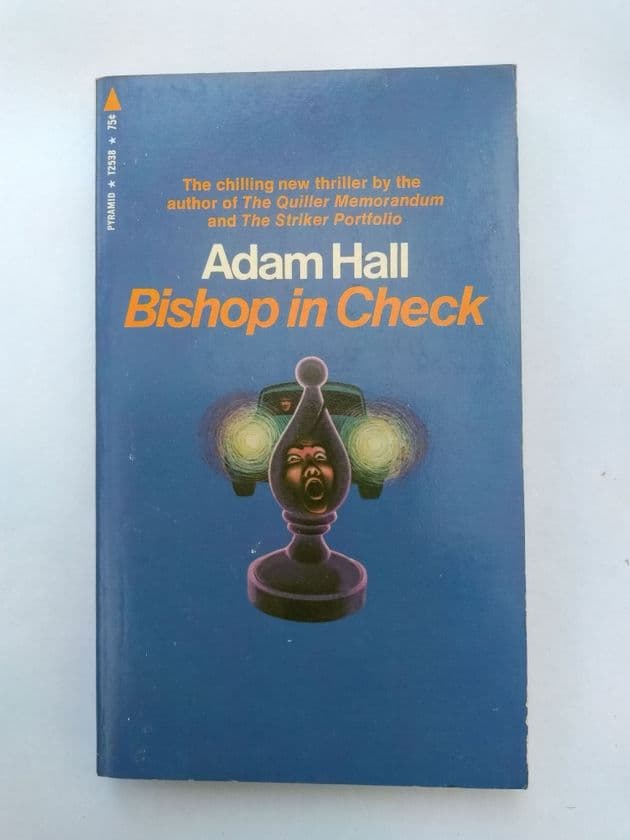 PYRAMID ★ T2538 ★ 75¢
The chilling new thriller by the
author of The Quiller Memorandum
and The Striker Portfolio
Adam Hall
Bishop in Check